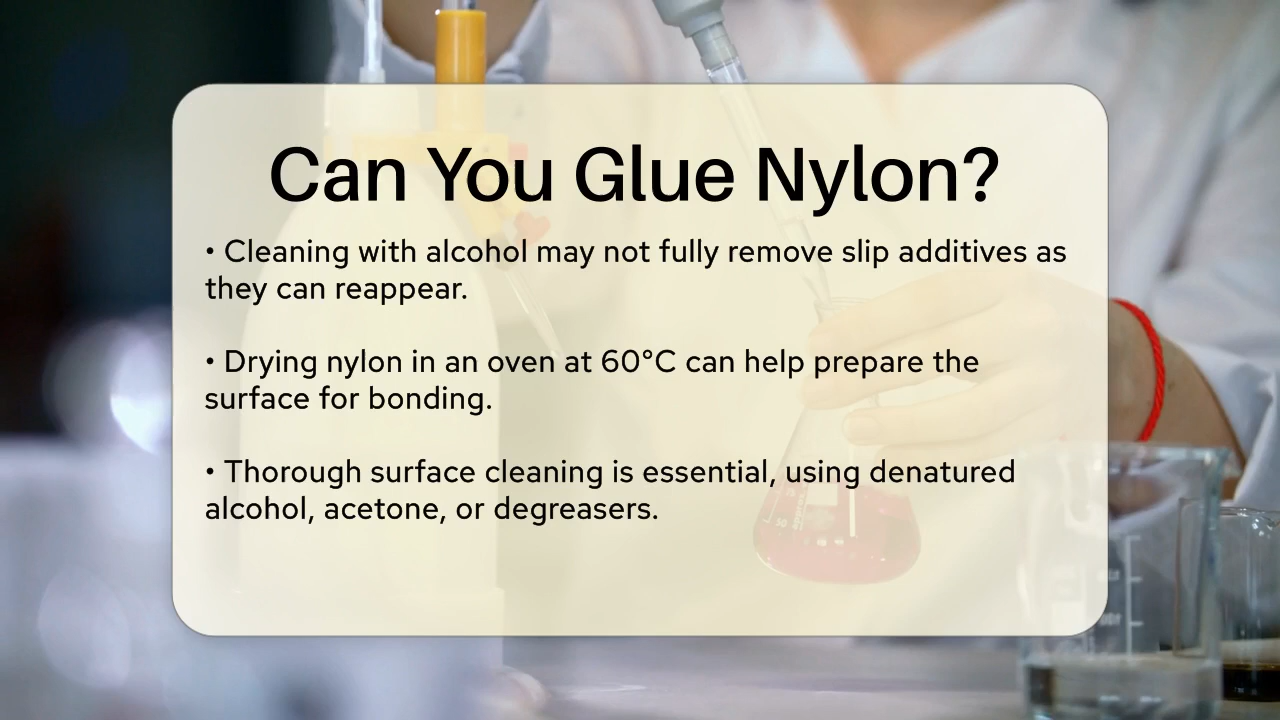 Can You Glue Nylon?
• Cleaning with alcohol may not fully remove slip additives as
they can reappear.
• Drying nylon in an oven at 60°C can help prepare the
surface for bonding.
• Thorough surface cleaning is essential, using denatured
alcohol, acetone, or degreasers.